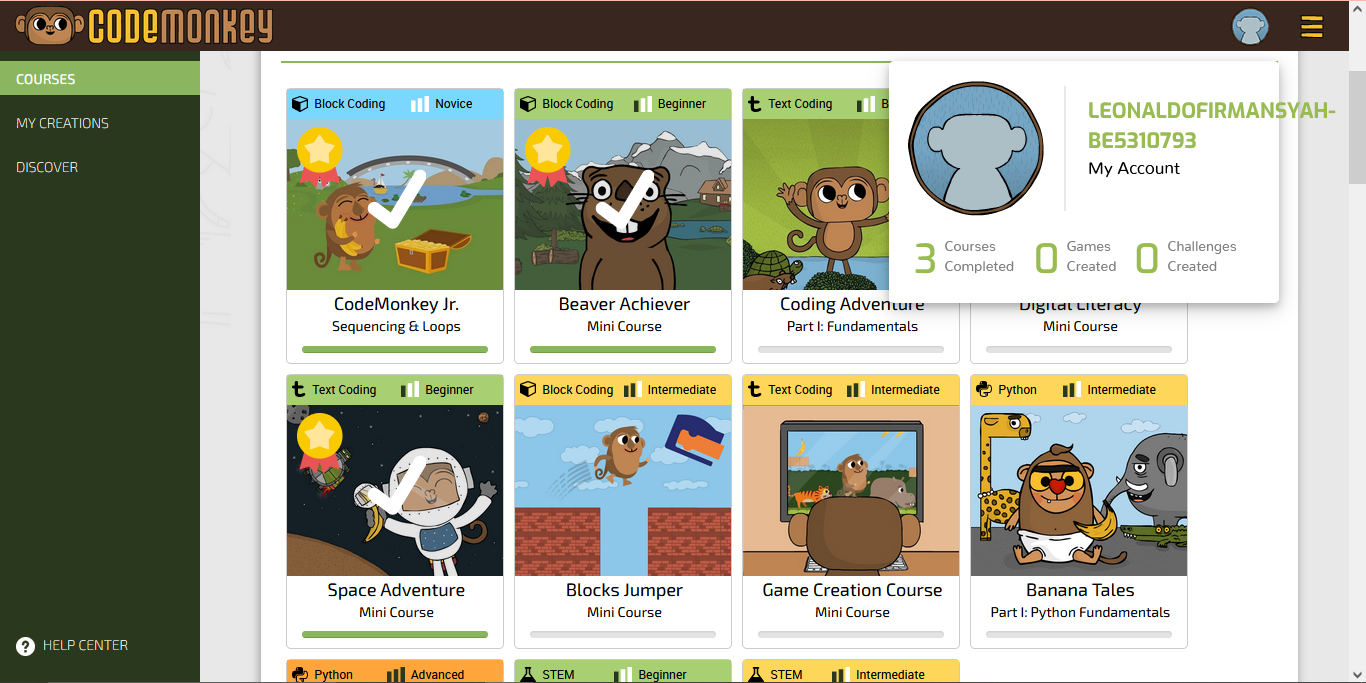 CODEMONKEY
COURSES
MY CREATIONS
DISCOVER
HELP CENTER
LEONALDOFIRMANSYAH-
BE5310793
My Account
3 Courses Completed
0 Games Created
0 Challenges Created
Block Coding Novice
CodeMonkey Jr.
Sequencing & Loops
Block Coding Beginner
Beaver Achiever
Mini Course
Text Coding B
Coding Adventure
Part I: Fundamentals
Digital Literacy
Mini Course
Text Coding Beginner
Space Adventure
Mini Course
Block Coding Intermediate
Blocks Jumper
Mini Course
Text Coding Intermediate
Game Creation Course
Mini Course
Python Intermediate
Banana Tales
Part I: Python Fundamentals
Python Advanced
STEM Beginner
STEM Intermediate